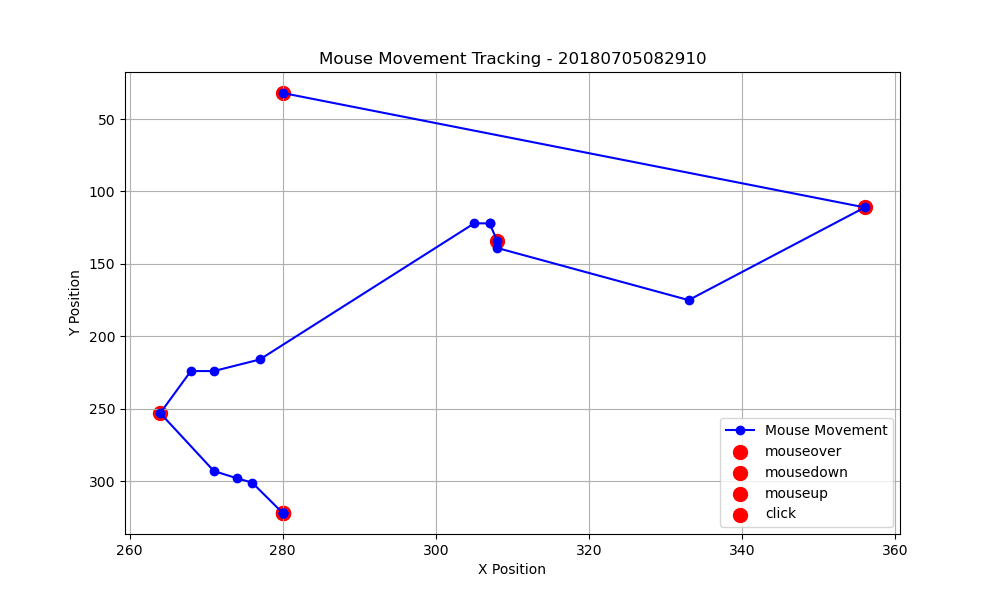 Mouse Movement Tracking - 20180705082910
Y Position
50
100
150
200
250
300
Mouse Movement
mouseover
mousedown
mouseup
click
260
280
300
320
340
360
X Position